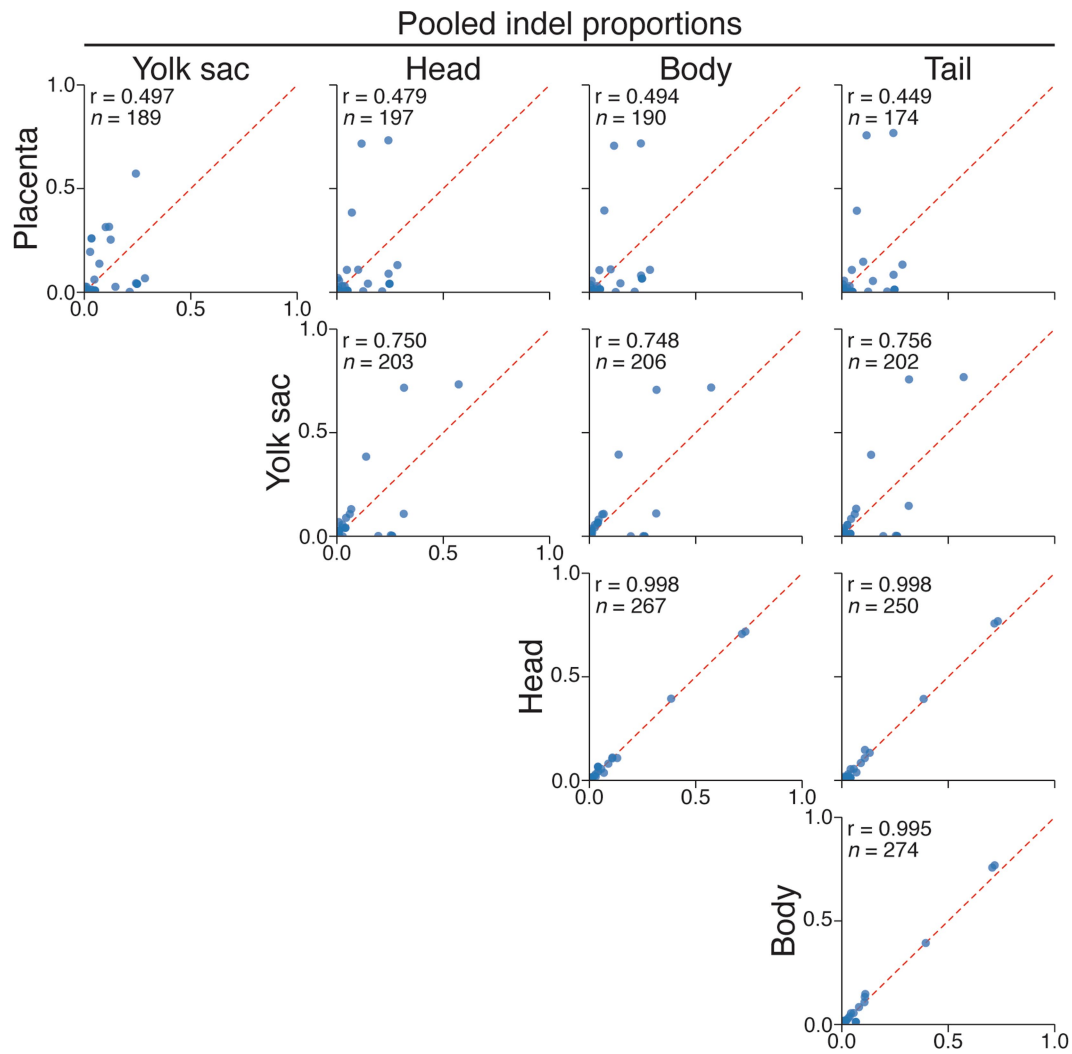 Pooled indel proportions
Yolk sac Head Body Tail
Placenta
1.0
0.5
0.0
r = 0.497
n = 189
r = 0.479
n = 197
r = 0.494
n = 190
r = 0.449
n = 174
0.0 0.5 1.0
Yolk sac
1.0
0.5
0.0
r = 0.750
n = 203
r = 0.748
n = 206
r = 0.756
n = 202
0.0 0.5 1.0
Head
1.0
0.5
0.0
r = 0.998
n = 267
r = 0.998
n = 250
0.0 0.5 1.0
Body
1.0
0.5
0.0
r = 0.995
n = 274
0.0 0.5 1.0